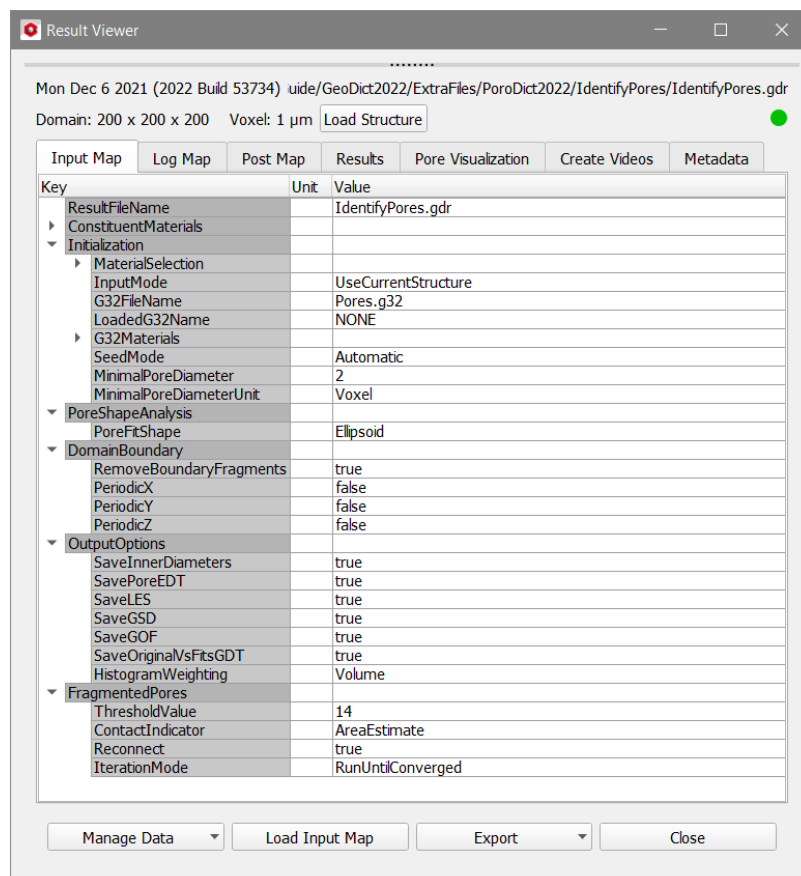 Result Viewer
Mon Dec 6 2021 (2022 Build 53734) uide/GeoDict2022/ExtraFiles/PoroDict2022/IdentifyPores/IdentifyPores.gdr
Domain: 200 x 200 x 200 Voxel: 1 µm Load Structure
Input Map Log Map Post Map Results Pore Visualization Create Videos Metadata
Key Unit Value
ResultFileName IdentifyPores.gdr
ConstituentMaterials
Initialization
MaterialSelection
InputMode UseCurrentStructure
G32FileName Pores.g32
LoadedG32Name NONE
G32Materials
SeedMode Automatic
MinimalPoreDiameter 2
MinimalPoreDiameterUnit Voxel
PoreShapeAnalysis
PoreFitShape Ellipsoid
DomainBoundary
RemoveBoundaryFragments true
PeriodicX false
PeriodicY false
PeriodicZ false
OutputOptions
SaveInnerDiameters true
SavePoreEDT true
SaveLES true
SaveGSD true
SaveGOF true
SaveOriginalVsFitsGDT true
HistogramWeighting Volume
FragmentedPores
ThresholdValue 14
ContactIndicator AreaEstimate
Reconnect true
IterationMode RunUntilConverged
Manage Data Load Input Map Export Close